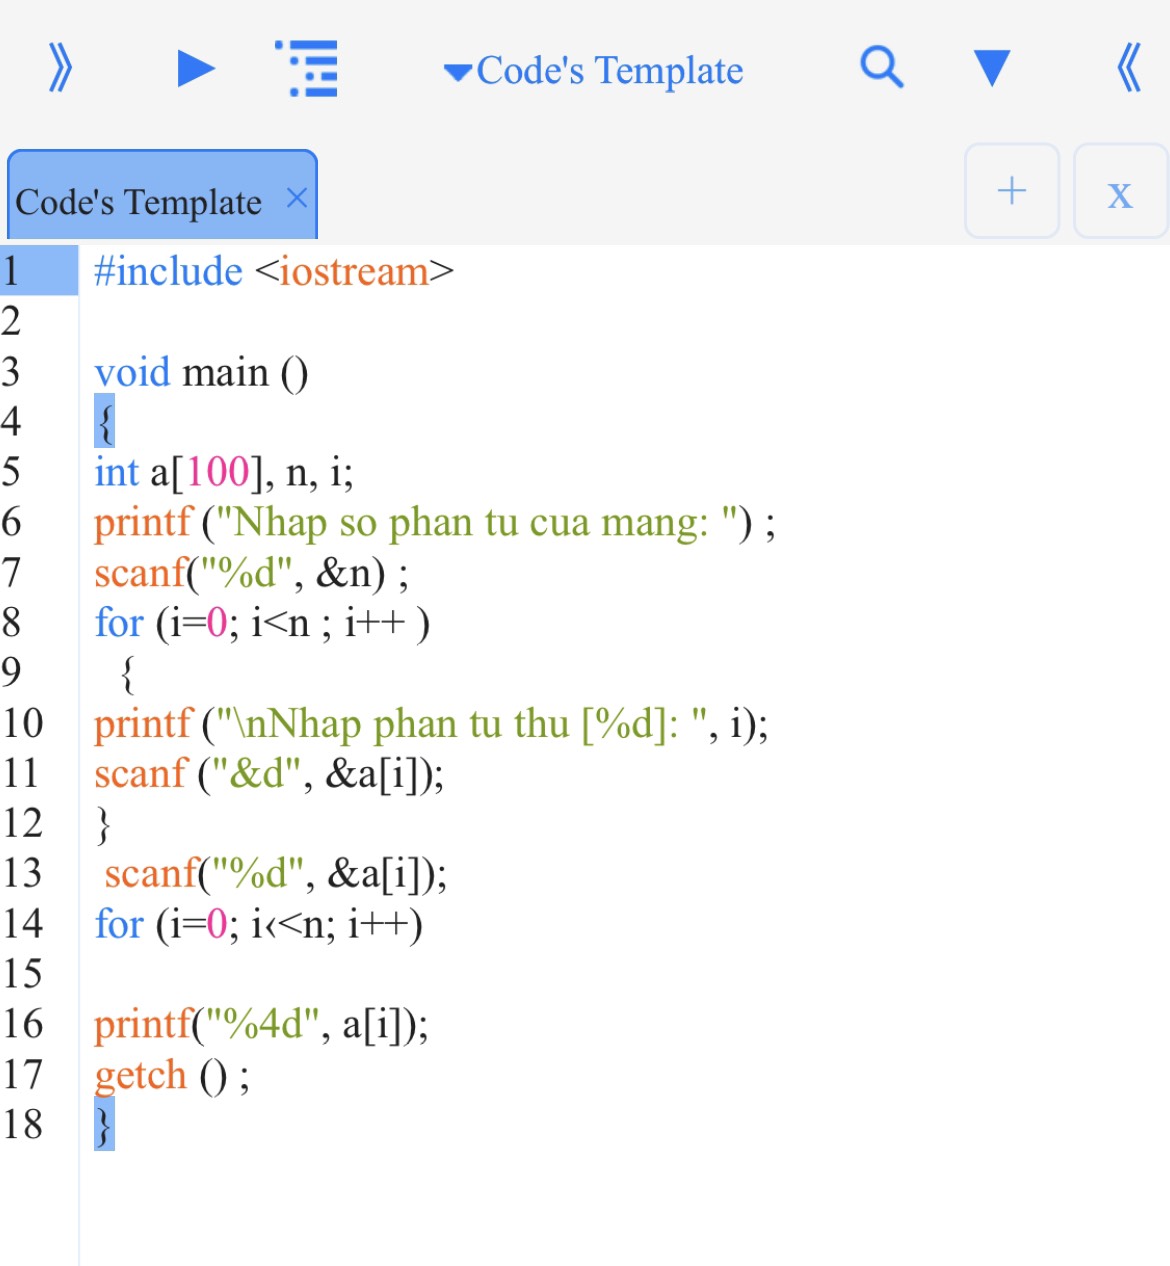 Code's Template
Code's Template ×
+ x
1 #include <iostream>
2
3 void main ()
4 {
5 int a[100], n, i;
6 printf ("Nhap so phan tu cua mang: ") ;
7 scanf("%d", &n) ;
8 for (i=0; i<n ; i++ )
9 {
10 printf ("\nNhap phan tu thu [%d]: ", i);
11 scanf ("&d", &a[i]);
12 }
13 scanf("%d", &a[i]);
14 for (i=0; i‹<n; i++)
15
16 printf("%4d", a[i]);
17 getch () ;
18 }